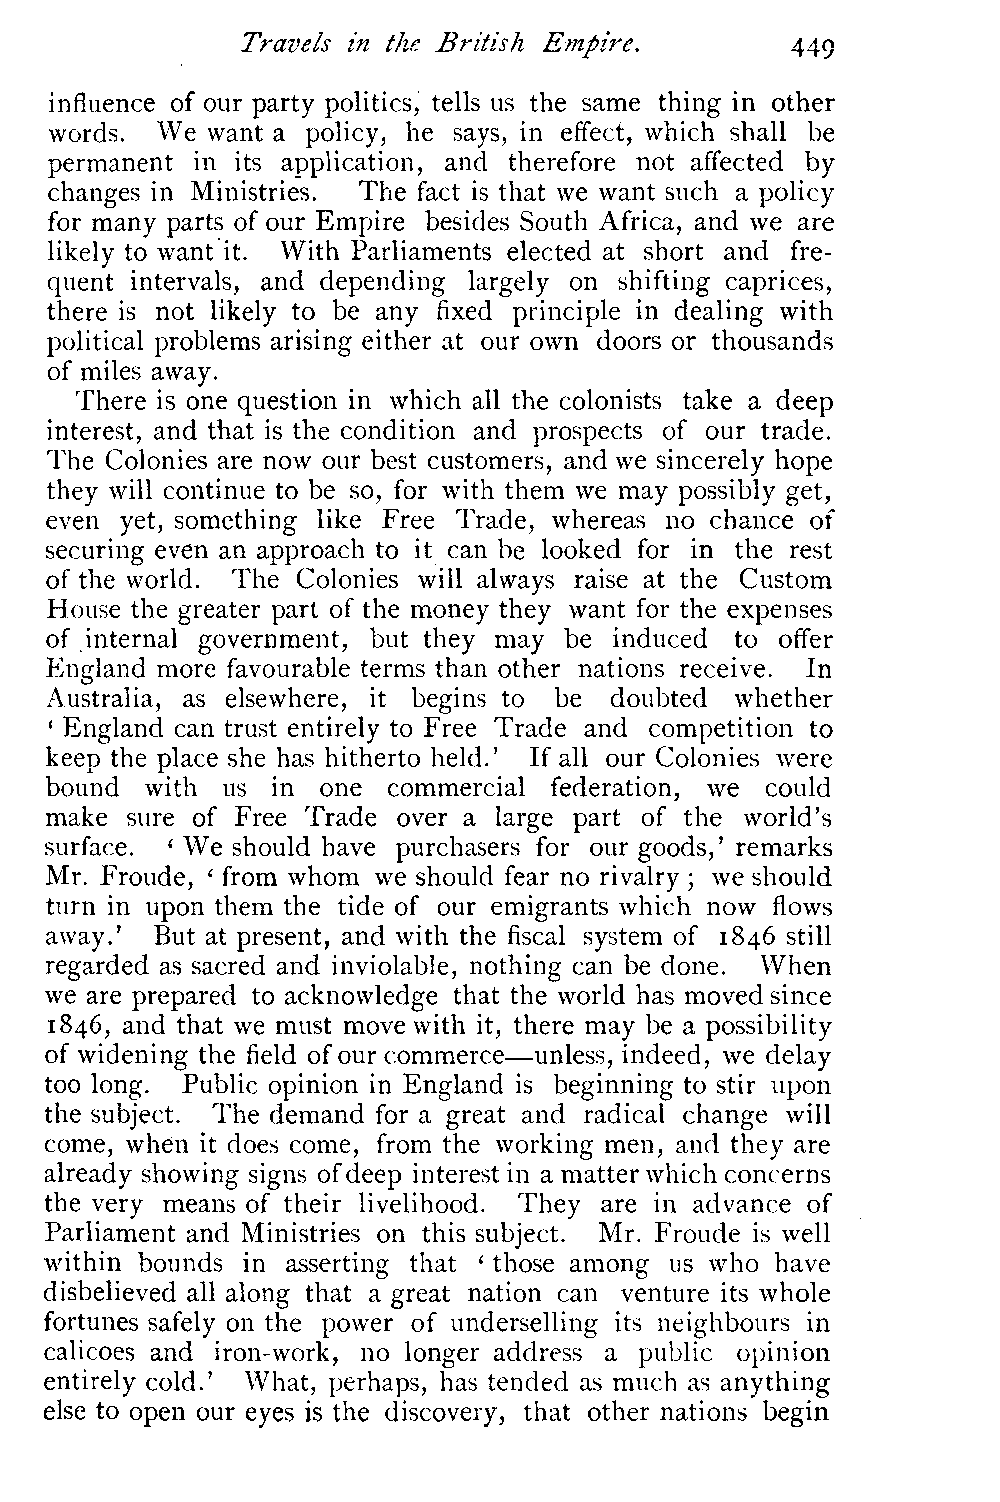 Travels in the British Empire. 449
influence of our party politics, tells us the same thing in other
words. We want a policy, he says, in effect, which shall be
permanent in its application, and therefore not affected by
changes in Ministries. The fact is that we want such a policy
for many parts of our Empire besides South Africa, and we are
likely to want it. With Parliaments elected at short and fre-
quent intervals, and depending largely on shifting caprices,
there is not likely to be any fixed principle in dealing with
political problems arising either at our own doors or thousands
of miles away.
There is one question in which all the colonists take a deep
interest, and that is the condition and prospects of our trade.
The Colonies are now our best customers, and we sincerely hope
they will continue to be so, for with them we may possibly get,
even yet, something like Free Trade, whereas no chance of
securing even an approach to it can be looked for in the rest
of the world. The Colonies will always raise at the Custom
House the greater part of the money they want for the expenses
of internal government, but they may be induced to offer
England more favourable terms than other nations receive. In
Australia, as elsewhere, it begins to be doubted whether
‘ England can trust entirely to Free Trade and competition to
keep the place she has hitherto held.’ If all our Colonies were
bound with us in one commercial federation, we could
make sure of Free Trade over a large part of the world's
surface. ‘ We should have purchasers for our goods,’ remarks
Mr. Froude, ‘ from whom we should fear no rivalry ; we should
turn in upon them the tide of our emigrants which now flows
away.’ But at present, and with the fiscal system of 1846 still
regarded as sacred and inviolable, nothing can be done. When
we are prepared to acknowledge that the world has moved since
1846, and that we must move with it, there may be a possibility
of widening the field of our commerce—unless, indeed, we delay
too long. Public opinion in England is beginning to stir upon
the subject. The demand for a great and radical change will
come, when it does come, from the working men, and they are
already showing signs of deep interest in a matter which concerns
the very means of their livelihood. They are in advance of
Parliament and Ministries on this subject. Mr. Froude is well
within bounds in asserting that ‘ those among us who have
disbelieved all along that a great nation can venture its whole
fortunes safely on the power of underselling its neighbours in
calicoes and iron-work, no longer address a public opinion
entirely cold.’ What, perhaps, has tended as much as anything
else to open our eyes is the discovery, that other nations begin